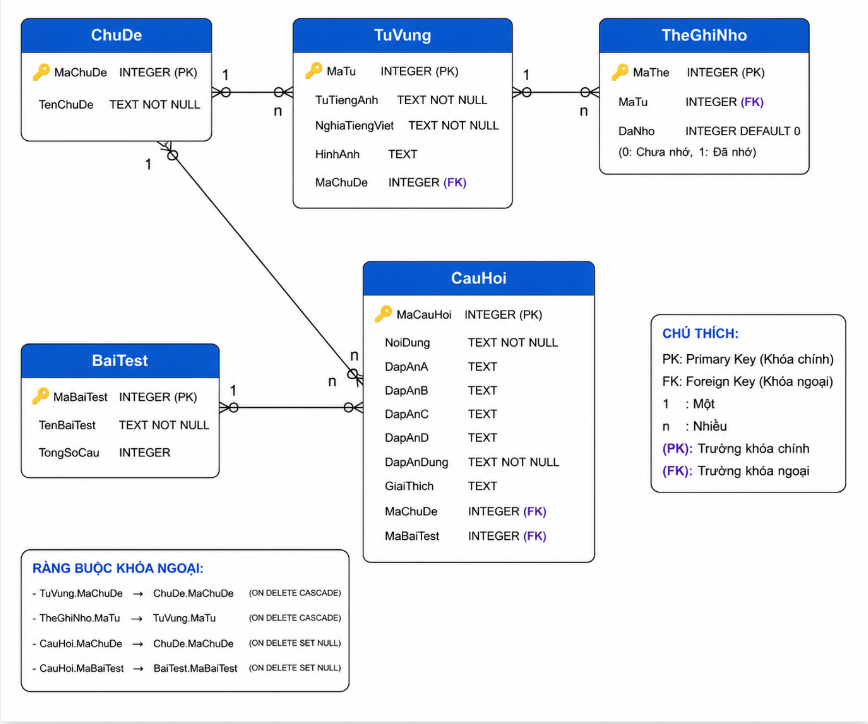 ChuDe
MaChuDe INTEGER (PK)
TenChuDe TEXT NOT NULL
1
n
TuVung
MaTu INTEGER (PK)
TuTiengAnh TEXT NOT NULL
NghiaTiengViet TEXT NOT NULL
HinhAnh TEXT
MaChuDe INTEGER (FK)
1
n
TheGhiNho
MaThe INTEGER (PK)
MaTu INTEGER (FK)
DaNho INTEGER DEFAULT 0
(0: Chưa nhớ, 1: Đã nhớ)
1
n
CauHoi
MaCauHoi INTEGER (PK)
NoiDung TEXT NOT NULL
DapAnA TEXT
DapAnB TEXT
DapAnC TEXT
DapAnD TEXT
DapAnDung TEXT NOT NULL
GiaiThich TEXT
MaChuDe INTEGER (FK)
MaBaiTest INTEGER (FK)
BaiTest
MaBaiTest INTEGER (PK)
TenBaiTest TEXT NOT NULL
TongSoCau INTEGER
1
n
CHÚ THÍCH:
PK: Primary Key (Khóa chính)
FK: Foreign Key (Khóa ngoại)
1 : Một
n : Nhiều
(PK): Trường khóa chính
(FK): Trường khóa ngoại
RÀNG BUỘC KHÓA NGOẠI:
- TuVung.MaChuDe → ChuDe.MaChuDe (ON DELETE CASCADE)
- TheGhiNho.MaTu → TuVung.MaTu (ON DELETE CASCADE)
- CauHoi.MaChuDe → ChuDe.MaChuDe (ON DELETE SET NULL)
- CauHoi.MaBaiTest → BaiTest.MaBaiTest (ON DELETE SET NULL)